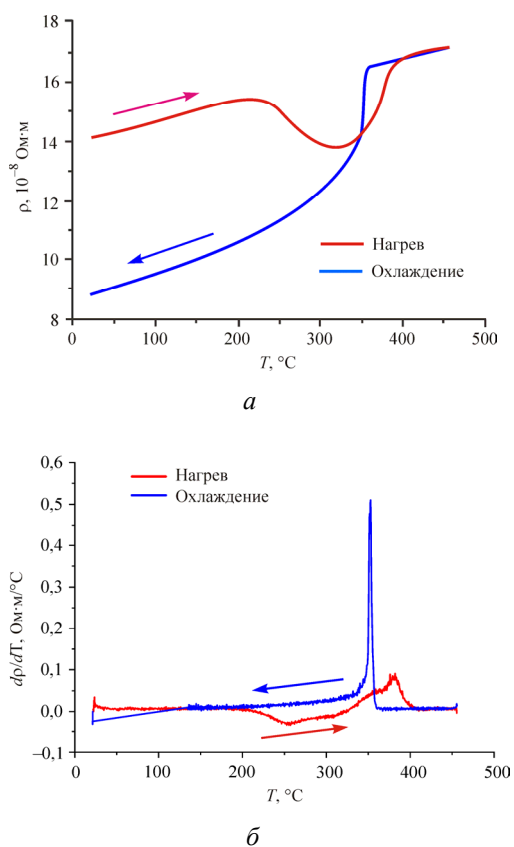 18
16
14
12
10
8
ρ, 10⁻⁸ Ом·м
Нагрев
Охлаждение
0
100
200
300
400
500
T, °C
а
0,6
0,5
0,4
0,3
0,2
0,1
0,0
–0,1
dρ/dT, Ом·м/°C
Нагрев
Охлаждение
0
100
200
300
400
500
T, °C
б